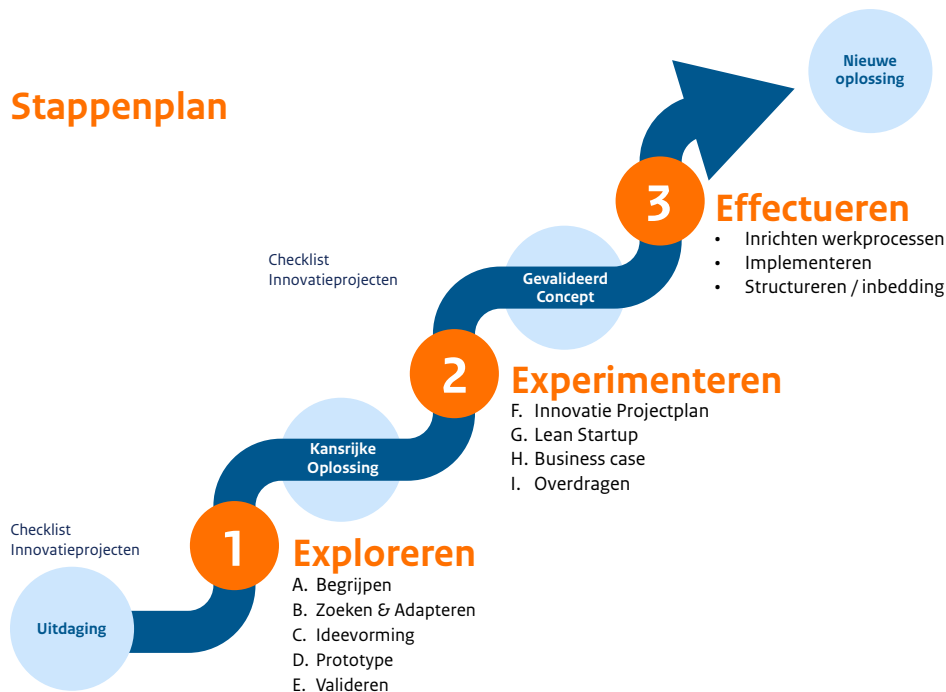 Stappenplan
Nieuwe
oplossing
3
Effectueren
• Inrichten werkprocessen
• Implementeren
• Structureren / inbedding
Checklist
Innovatieprojecten
Gevalideerd
Concept
2
Experimenteren
F. Innovatie Projectplan
G. Lean Startup
H. Business case
I. Overdragen
Kansrijke
Oplossing
Checklist
Innovatieprojecten
1
Exploreren
A. Begrijpen
B. Zoeken & Adapteren
C. Ideevorming
D. Prototype
E. Valideren
Uitdaging